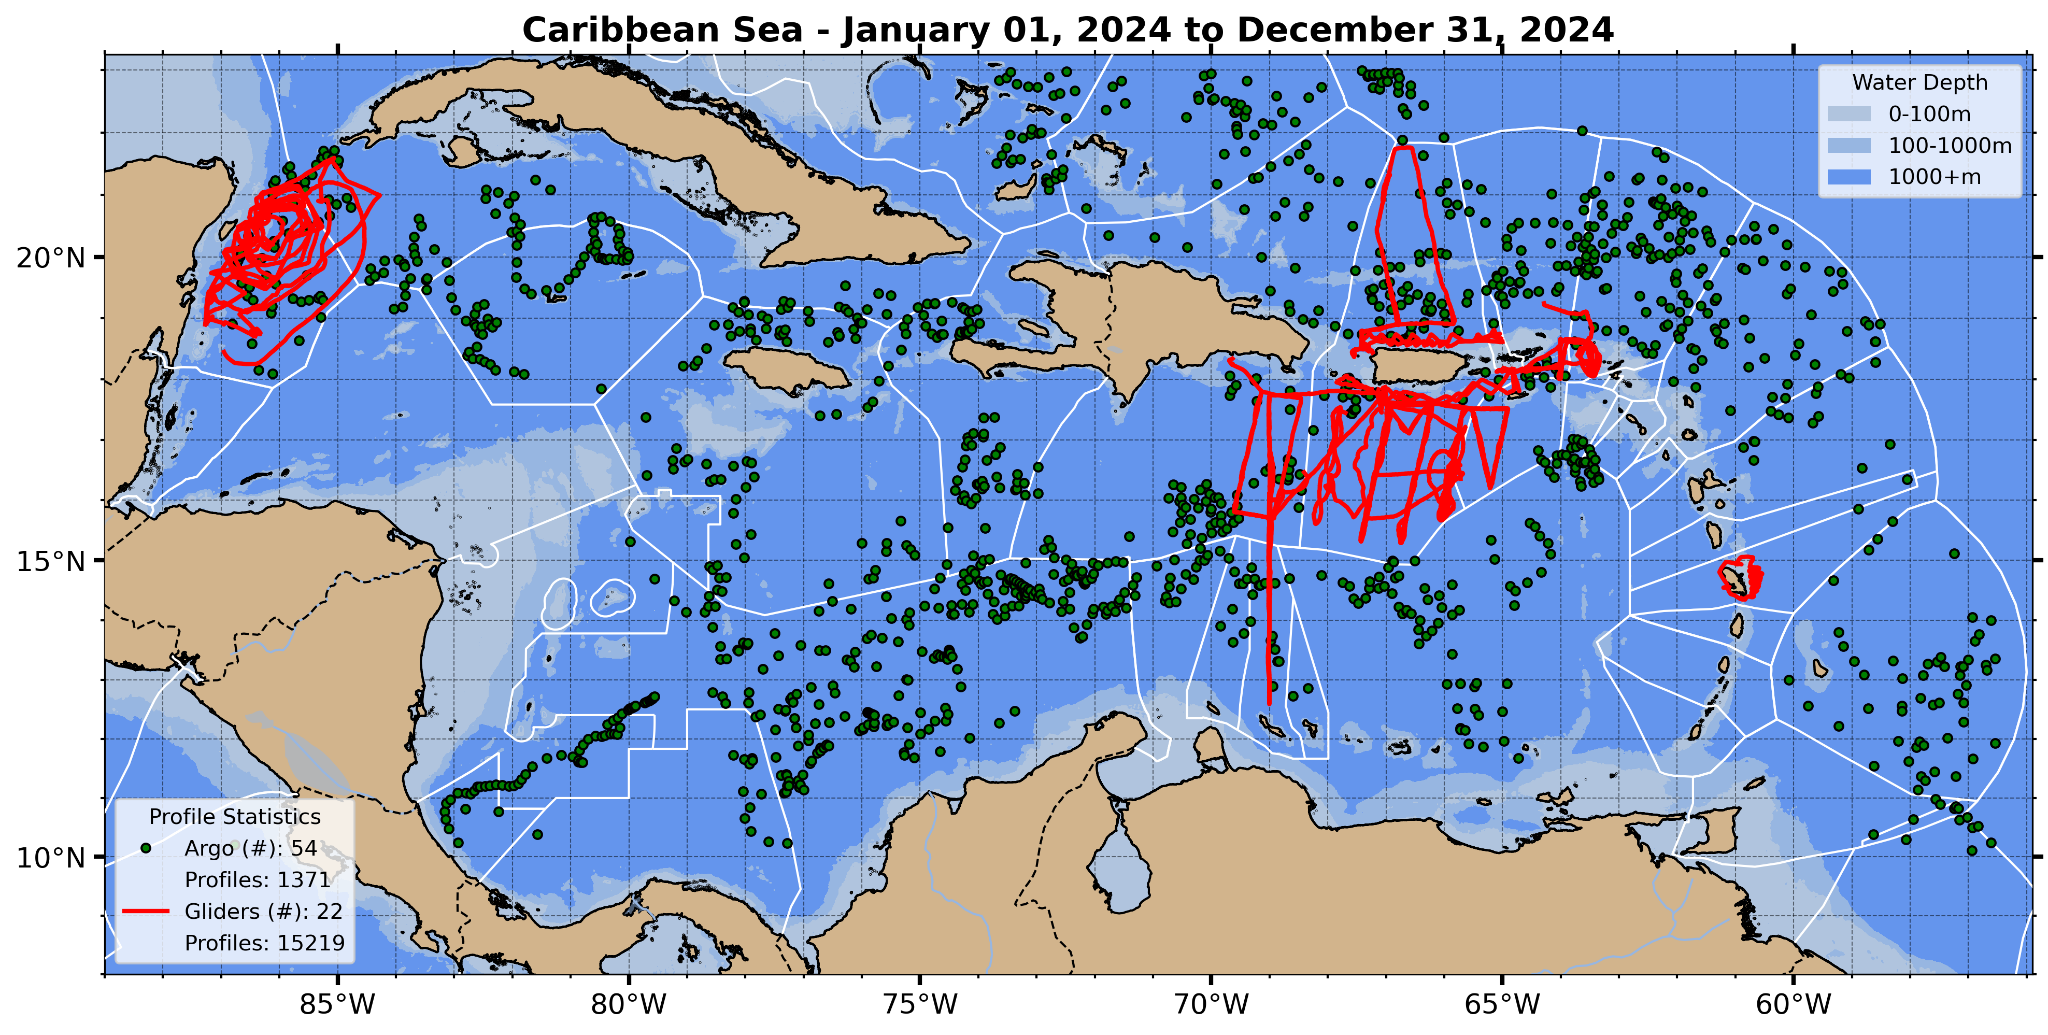 Caribbean Sea - January 01, 2024 to December 31, 2024
Water Depth
0-100m
100-1000m
1000+m
20°N
15°N
10°N
Profile Statistics
Argo (#): 54
Profiles: 1371
Gliders (#): 22
Profiles: 15219
85°W
80°W
75°W
70°W
65°W
60°W